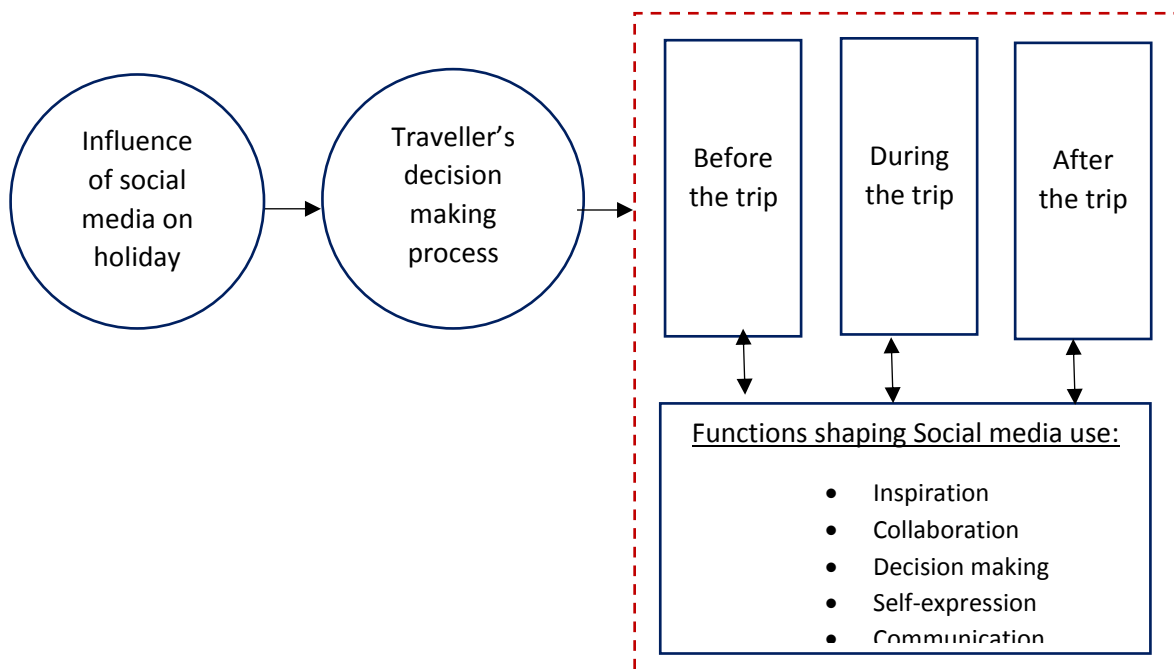 Influence
of social
media on
holiday
Traveller’s
decision
making
process
Before
the trip
During
the trip
After
the trip
Functions shaping Social media use:
• Inspiration
• Collaboration
• Decision making
• Self-expression
• Communication